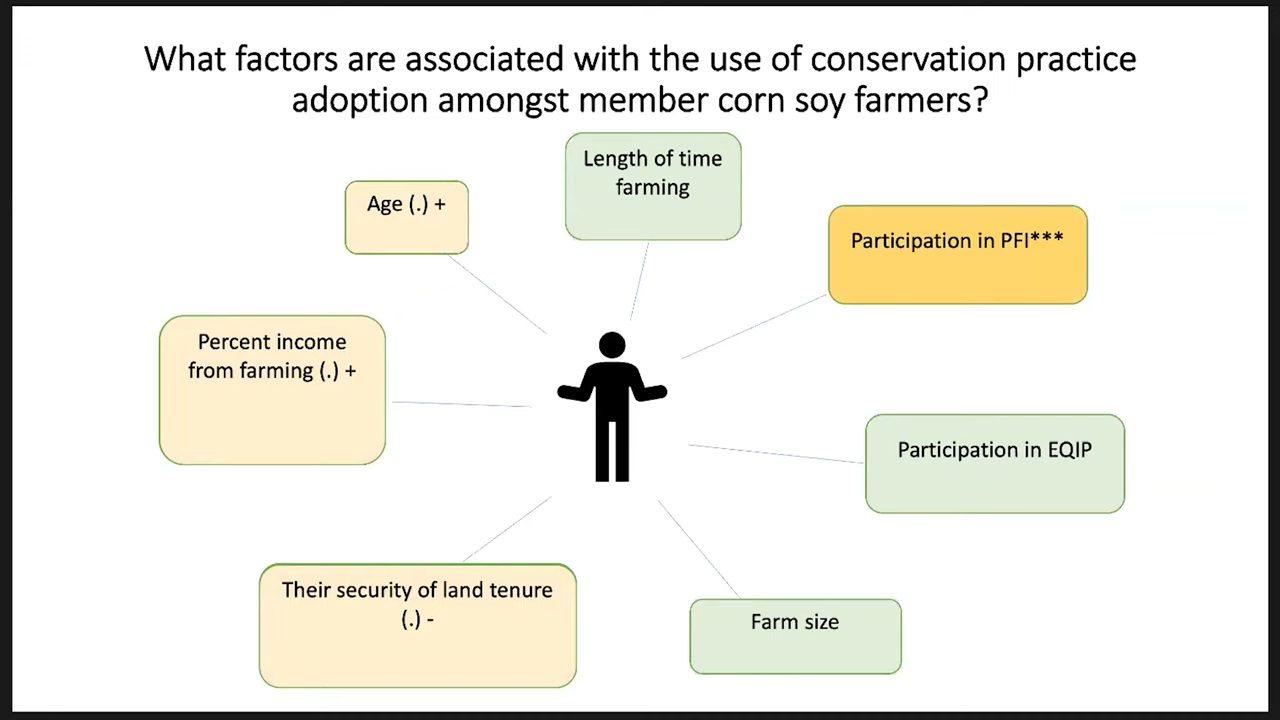 What factors are associated with the use of conservation practice
adoption amongst member corn soy farmers?
Length of time
farming
Age (.) +
Participation in PFI***
Percent income
from farming (.) +
Participation in EQIP
Their security of land tenure
(.) -
Farm size